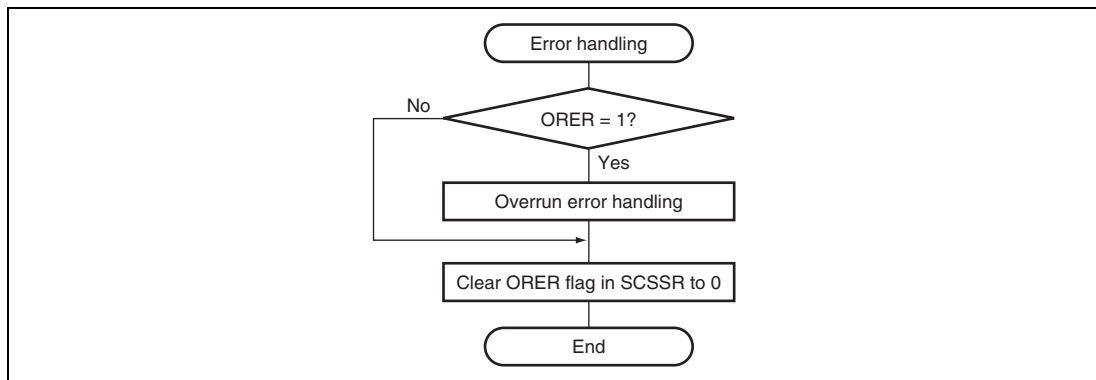 Error handling
No
ORER = 1?
Yes
Overrun error handling
Clear ORER flag in SCSSR to 0
End